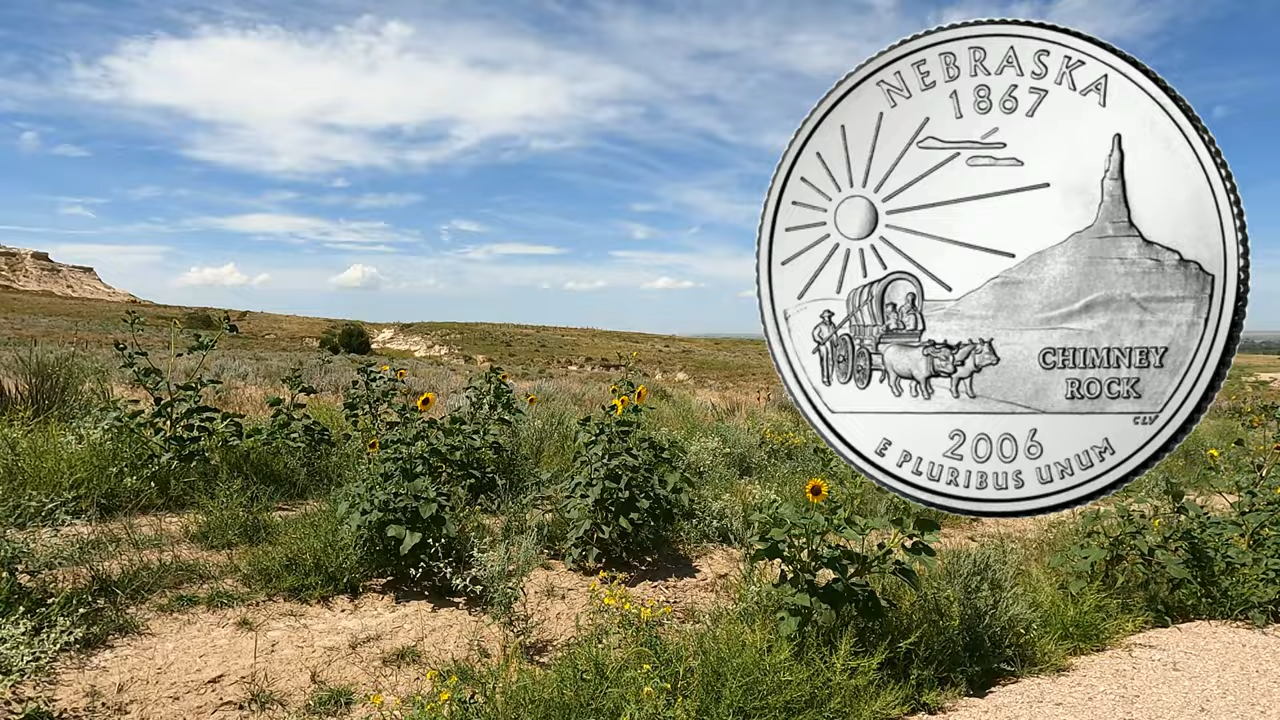 NEBRASKA
1867
CHIMNEY
ROCK
CLV
2006
E PLURIBUS UNUM